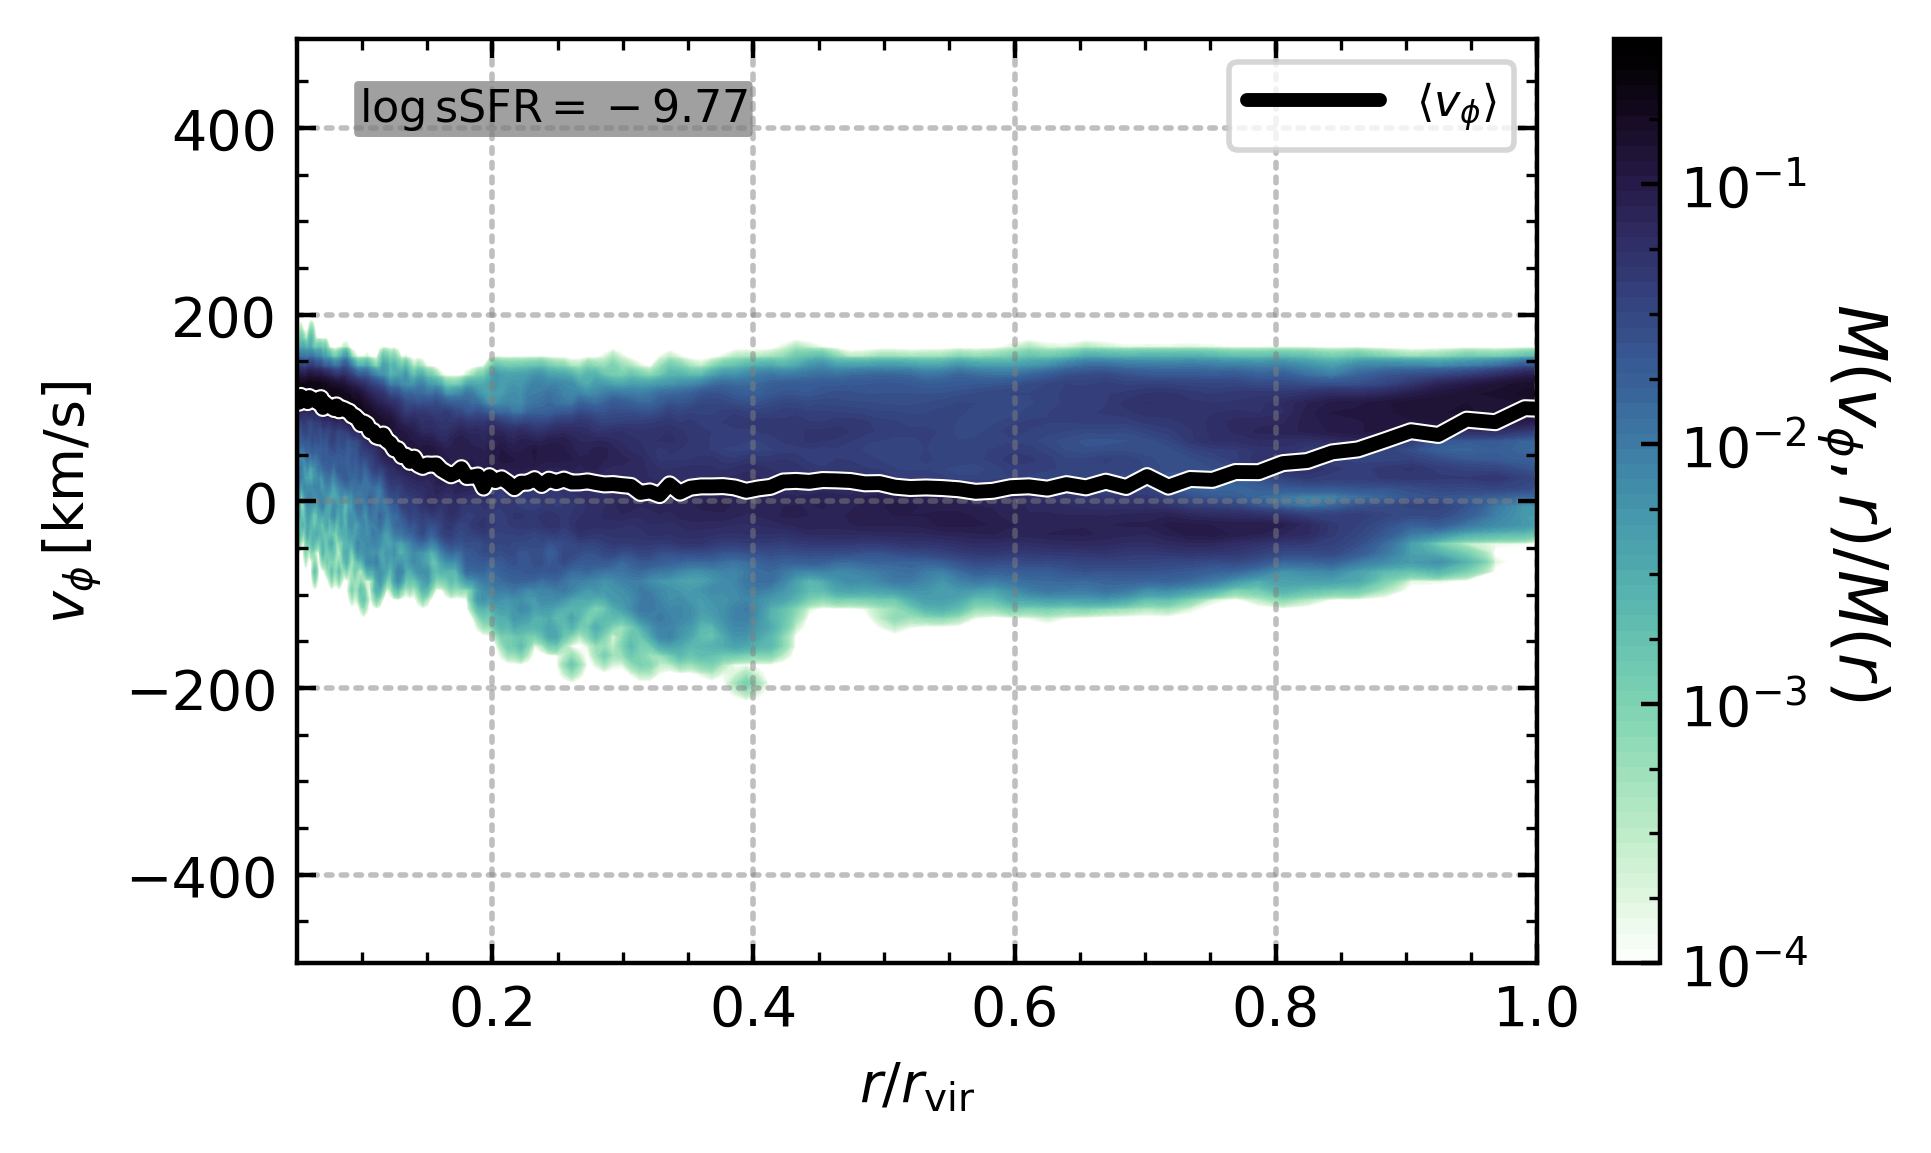 log sSFR = −9.77
⟨v_ϕ⟩
400
200
0
−200
−400
v_ϕ [km/s]
0.2 0.4 0.6 0.8 1.0
r/r_vir
10^−1
10^−2
10^−3
10^−4
M(v_ϕ, r)/M(r)